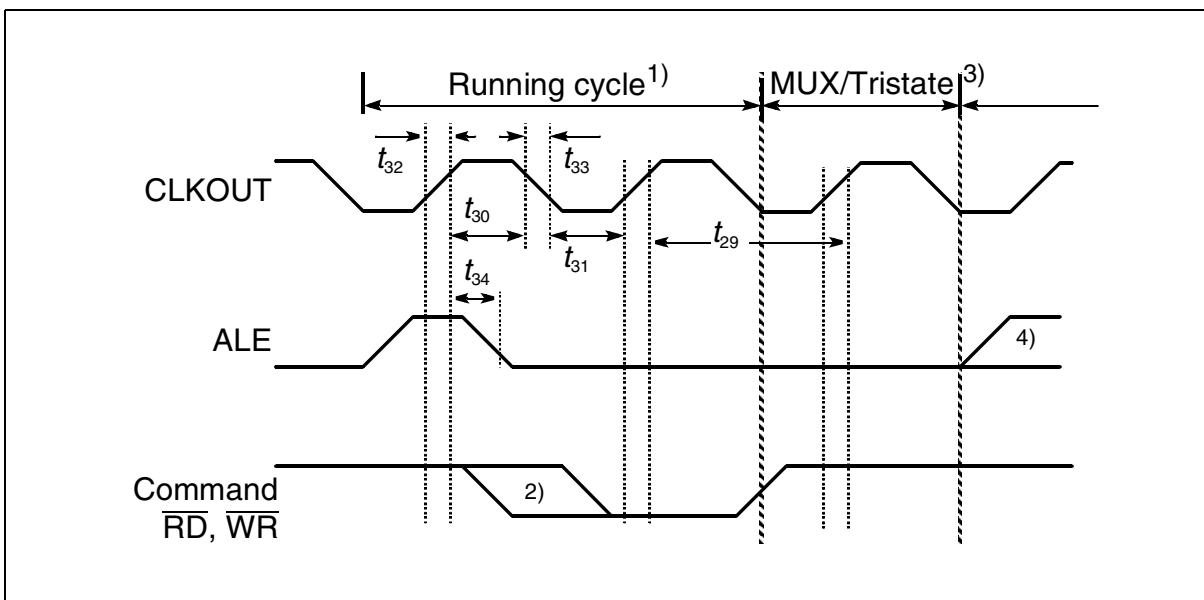 Running cycle1) MUX/Tristate3)
t32 t33
CLKOUT
t30
t31 t29
t34
ALE 4)
Command 2)
RD, WR